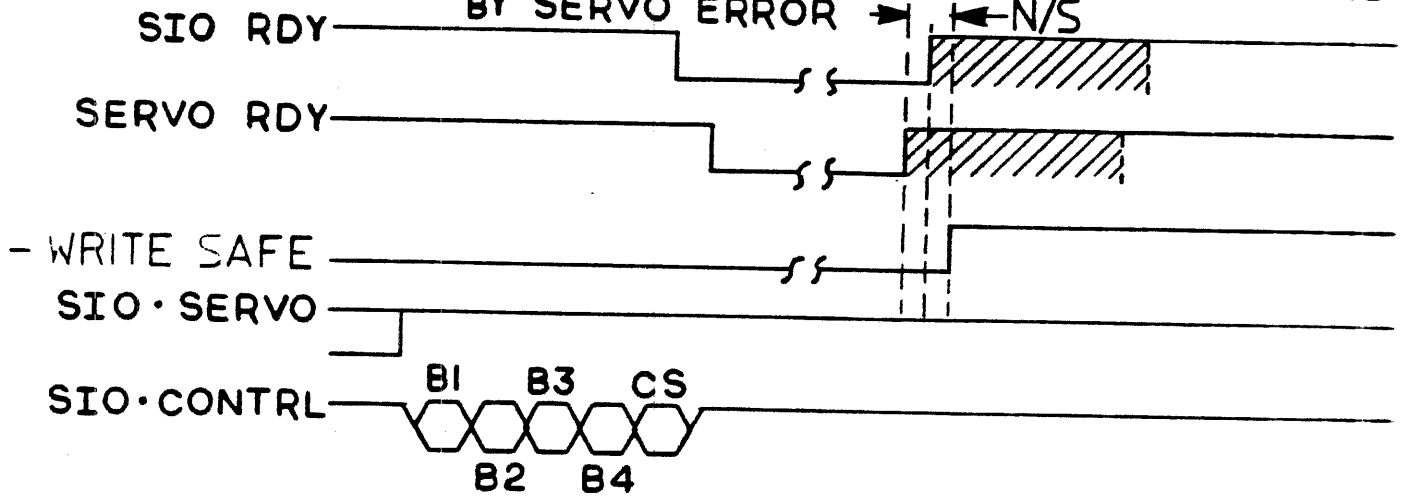 BY SERVO ERROR
N/S
SIO RDY
SERVO RDY
- WRITE SAFE
SIO·SERVO
B1 B3 CS
SIO·CONTRL
B2 B4